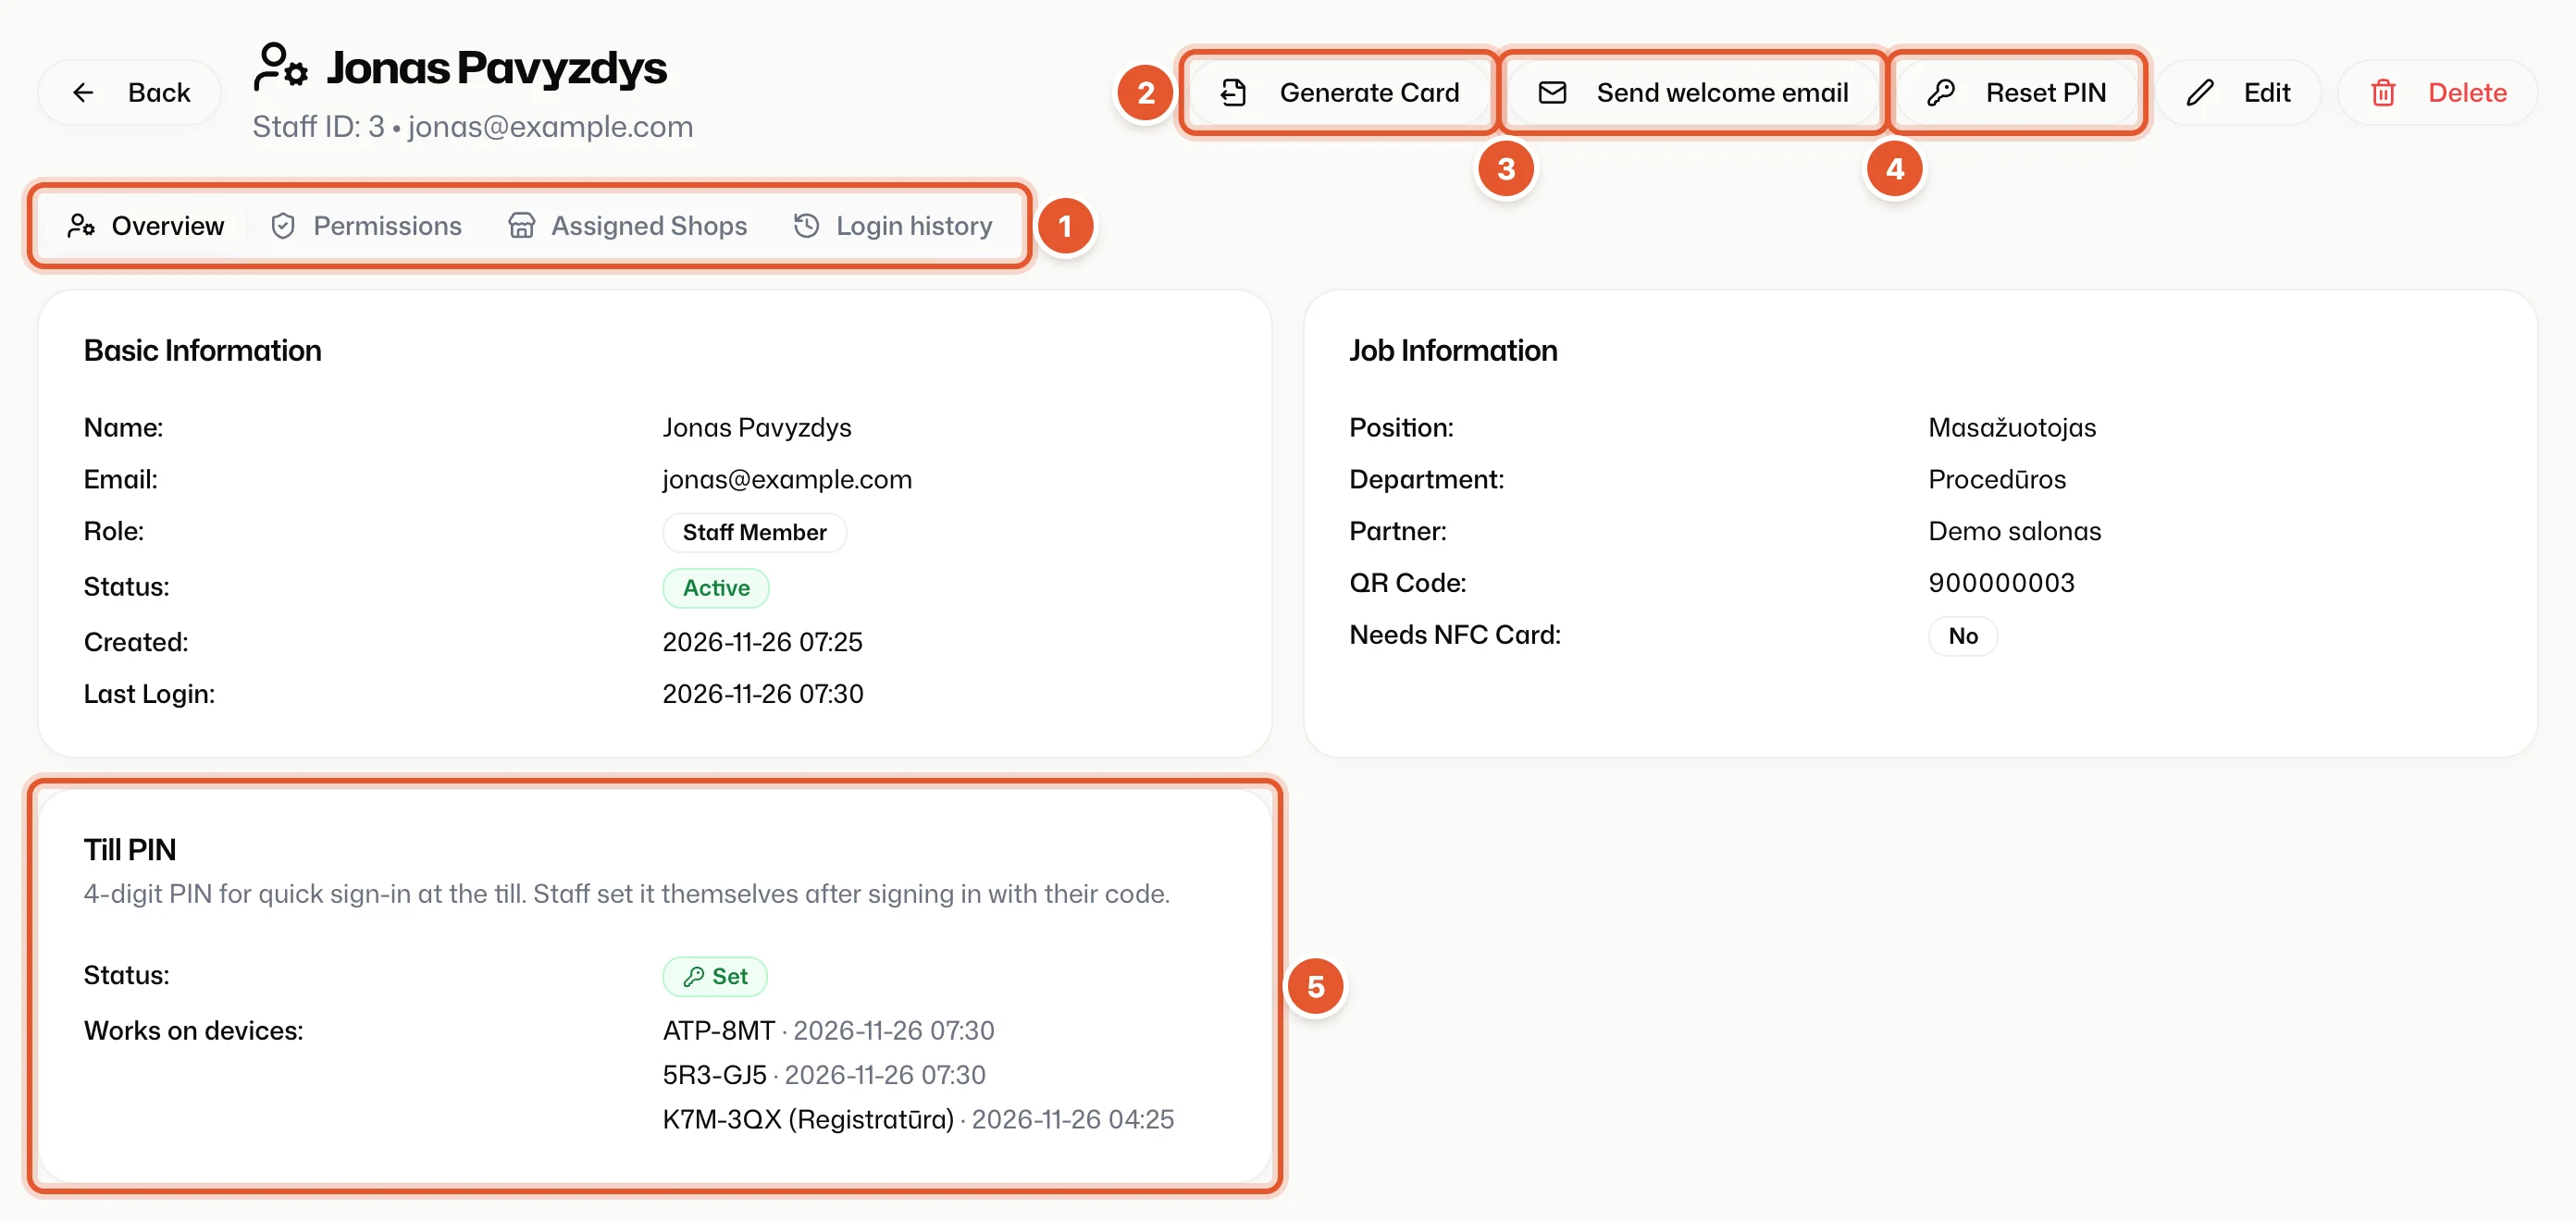 Back
Jonas Pavyzdys
Staff ID: 3 • jonas@example.com
2
Generate Card
Send welcome email
Reset PIN
Edit
Delete
3
4
Overview
Permissions
Assigned Shops
Login history
1
Basic Information
Name: Jonas Pavyzdys
Email: jonas@example.com
Role: Staff Member
Status: Active
Created: 2026-11-26 07:25
Last Login: 2026-11-26 07:30
Job Information
Position: Masažuotojas
Department: Procedūros
Partner: Demo salonas
QR Code: 900000003
Needs NFC Card: No
Till PIN
4-digit PIN for quick sign-in at the till. Staff set it themselves after signing in with their code.
Status: Set
Works on devices: ATP-8MT · 2026-11-26 07:30
5R3-GJ5 · 2026-11-26 07:30
K7M-3QX (Registratūra) · 2026-11-26 04:25
5